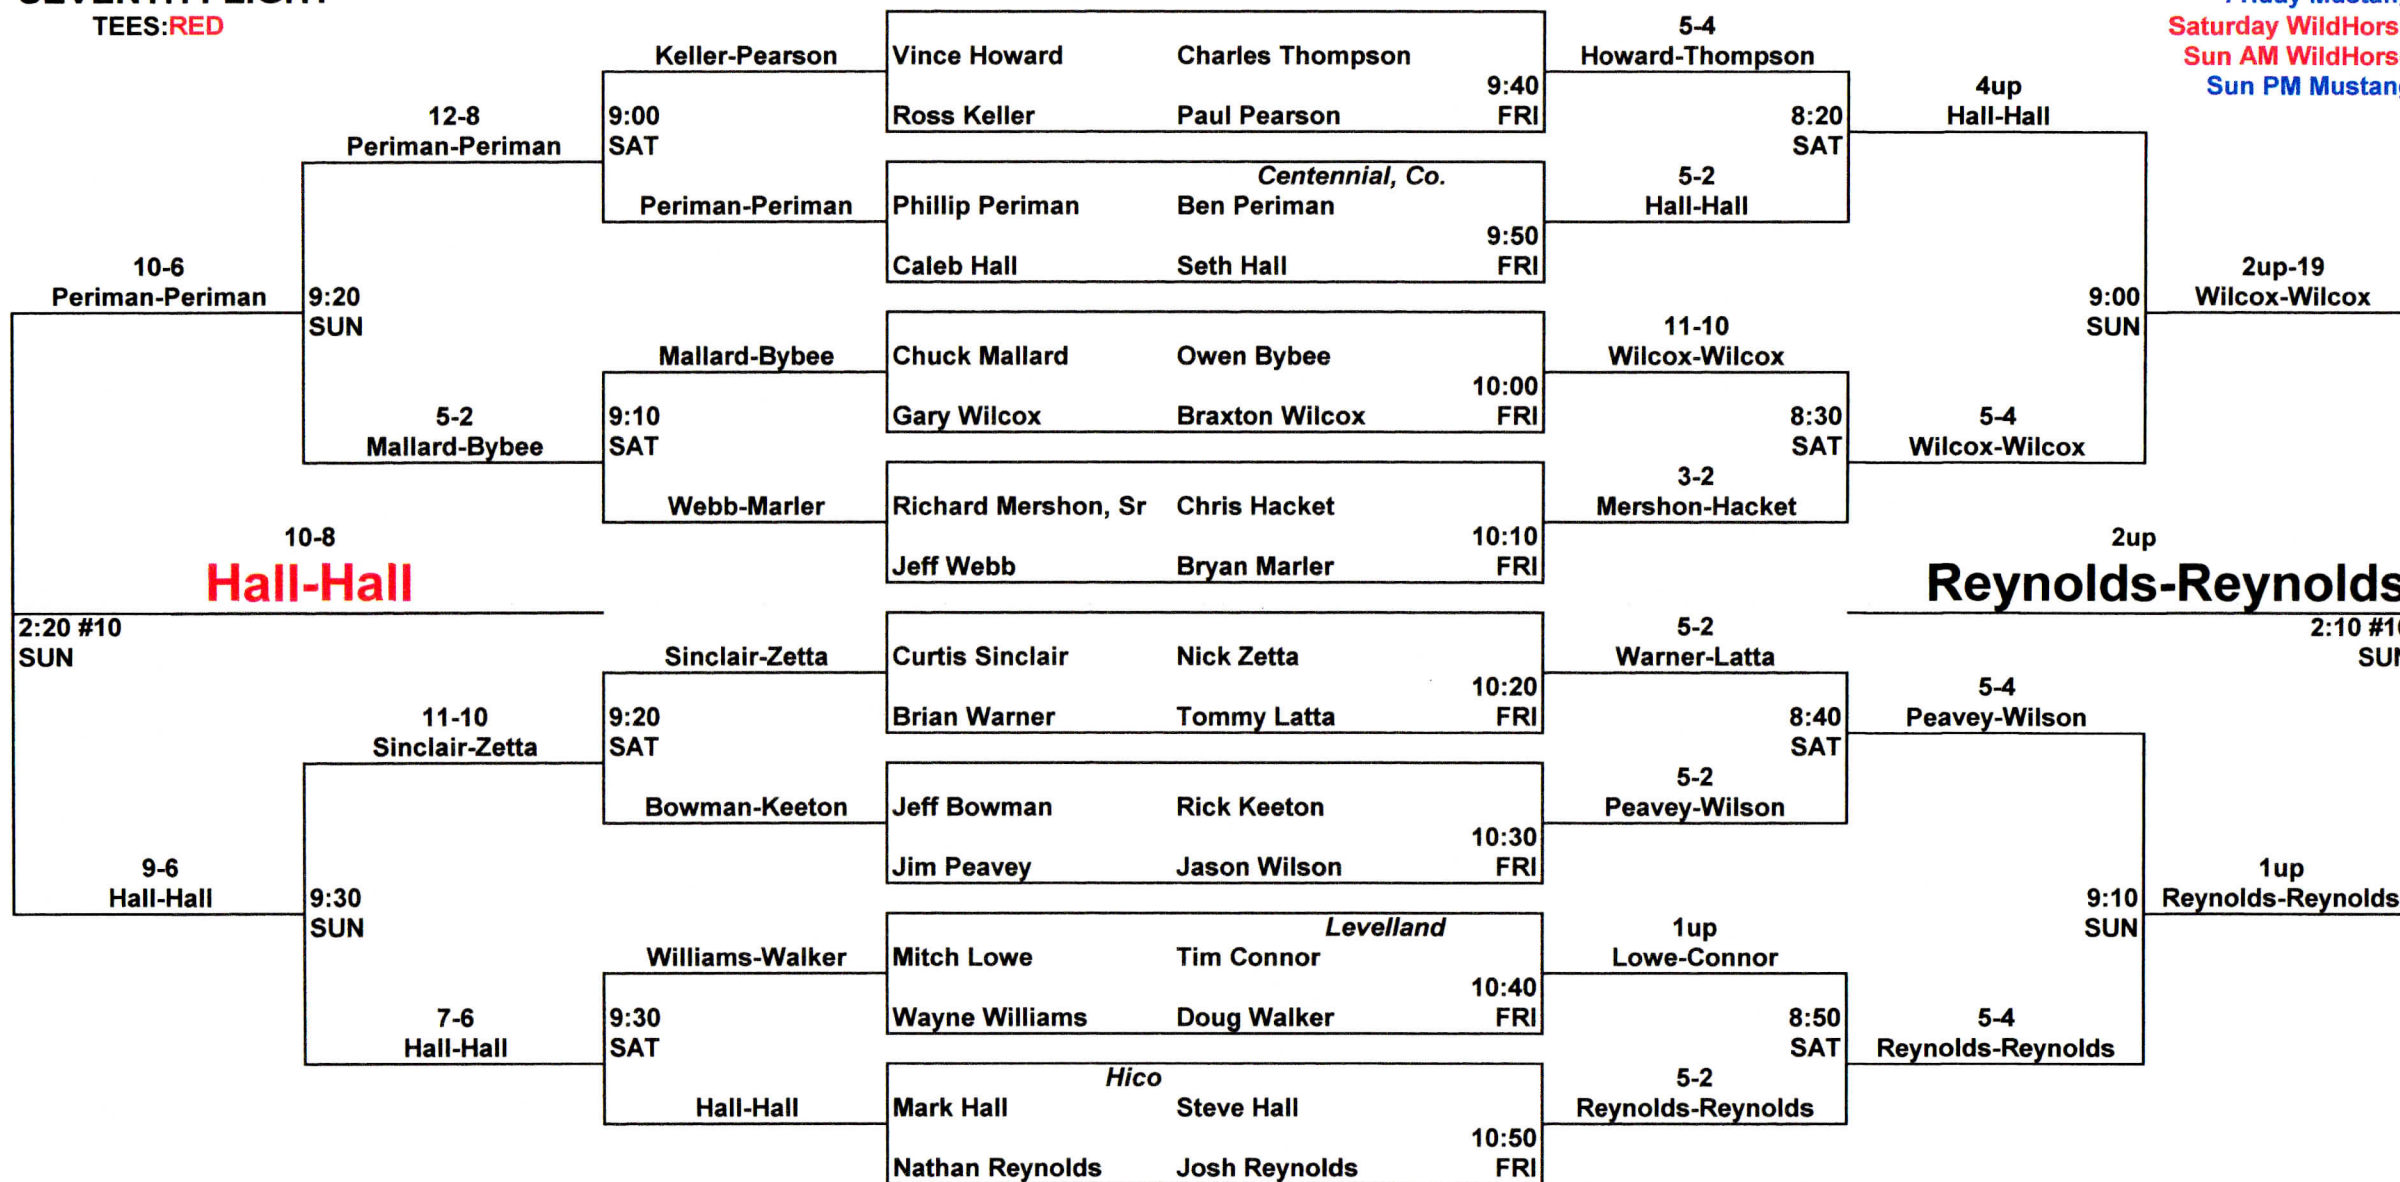 TEES:RED
Saturday WildHors
Sun AM WildHors
Sun PM Mustang
Keller-Pearson
Vince Howard Charles Thompson
9:40
Ross Keller Paul Pearson FRI
5-4
Howard-Thompson
12-8
Periman-Periman
9:00
SAT
8:20
SAT
4up
Hall-Hall
Centennial, Co.
Periman-Periman
Phillip Periman Ben Periman
9:50
Caleb Hall Seth Hall FRI
5-2
Hall-Hall
10-6
Periman-Periman
9:20
SUN
9:00
SUN
2up-19
Wilcox-Wilcox
Mallard-Bybee
Chuck Mallard Owen Bybee
10:00
Gary Wilcox Braxton Wilcox FRI
11-10
Wilcox-Wilcox
5-2
Mallard-Bybee
9:10
SAT
8:30
SAT
5-4
Wilcox-Wilcox
Webb-Marler
Richard Mershon, Sr Chris Hacket
10:10
Jeff Webb Bryan Marler FRI
3-2
Mershon-Hacket
10-8
Hall-Hall
2:20 #10
SUN
2up
Reynolds-Reynolds
2:10
Sinclair-Zetta
Curtis Sinclair Nick Zetta
10:20
Brian Warner Tommy Latta FRI
5-2
Warner-Latta
11-10
Sinclair-Zetta
9:20
SAT
8:40
SAT
5-4
Peavey-Wilson
Bowman-Keeton
Jeff Bowman Rick Keeton
10:30
Jim Peavey Jason Wilson FRI
5-2
Peavey-Wilson
9-6
Hall-Hall
9:30
SUN
9:10
SUN
1up
Reynolds-Reynolds
Levelland
Williams-Walker
Mitch Lowe Tim Connor
10:40
Wayne Williams Doug Walker FRI
1up
Lowe-Connor
7-6
Hall-Hall
9:30
SAT
8:50
SAT
5-4
Reynolds-Reynolds
Hico
Hall-Hall
Mark Hall Steve Hall
10:50
Nathan Reynolds Josh Reynolds FRI
5-2
Reynolds-Reynolds